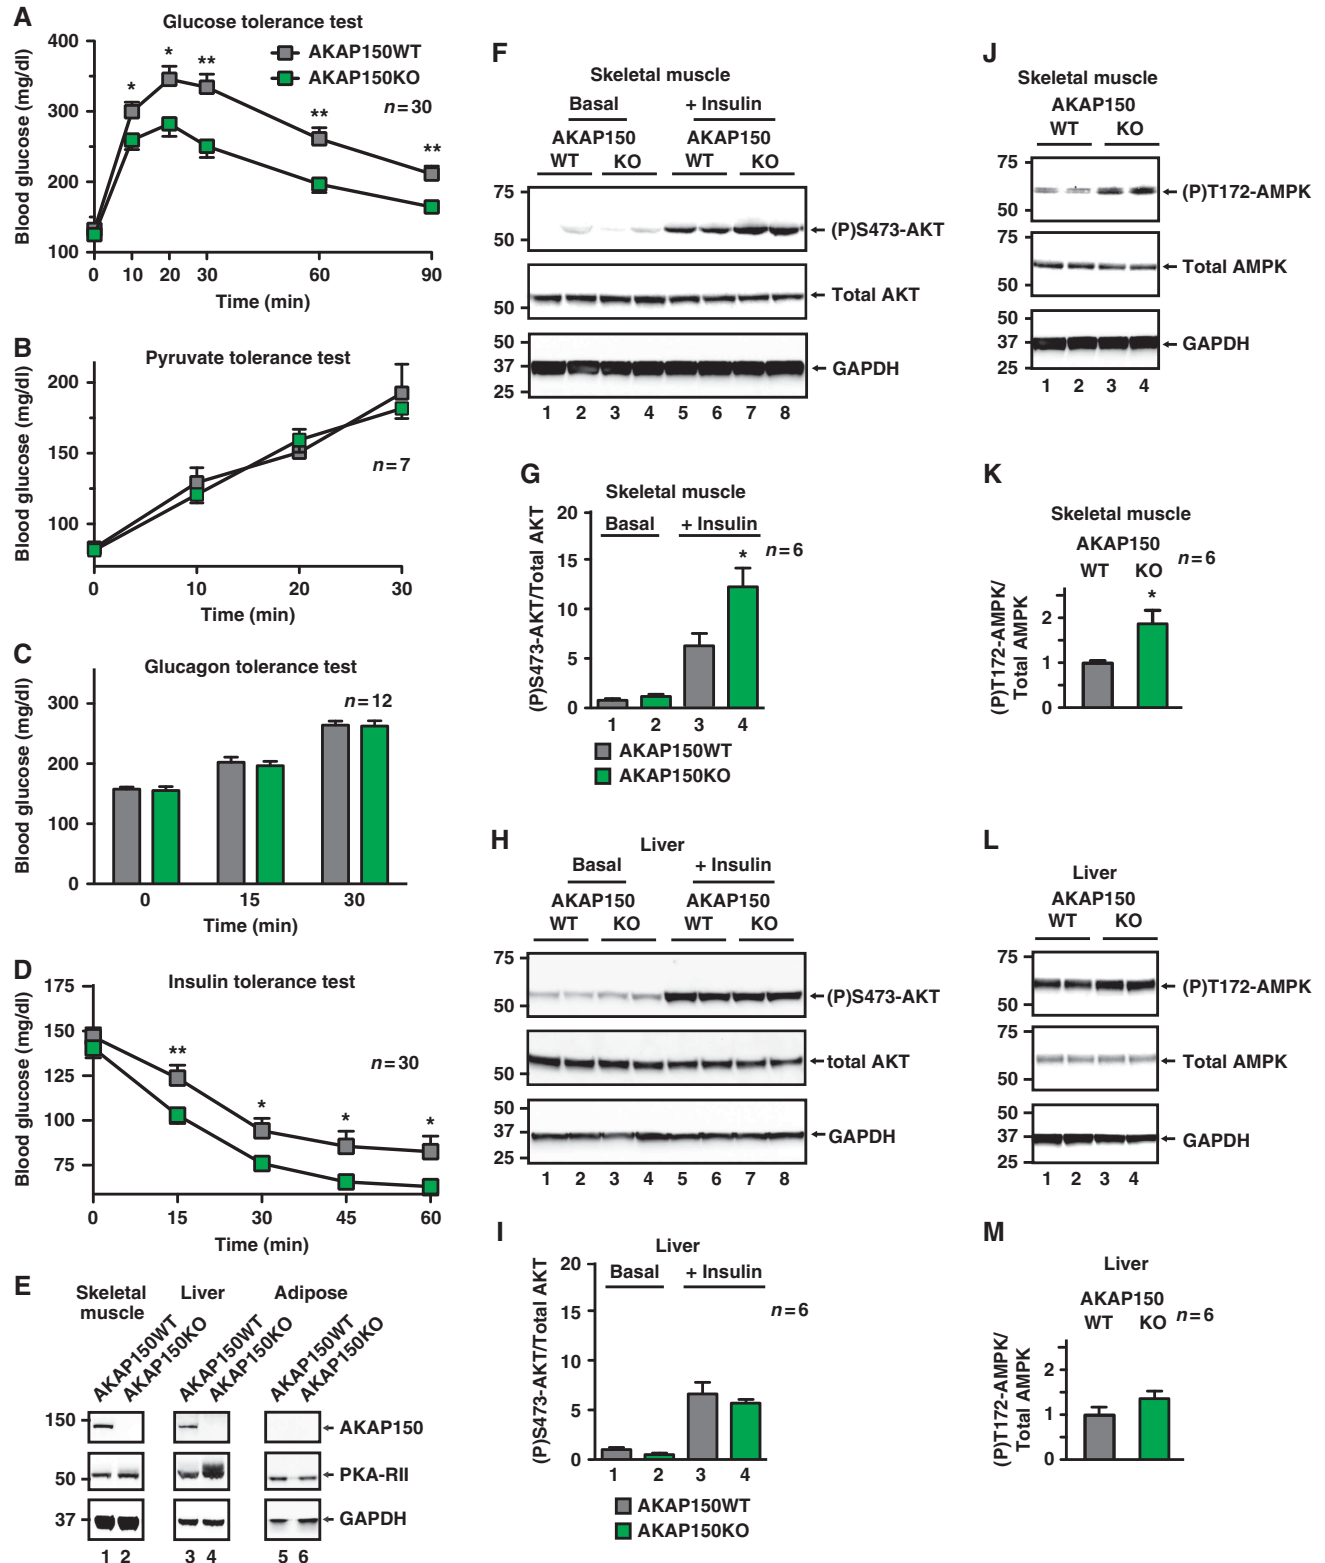 A
Glucose tolerance test
Blood glucose (mg/dl)
400
300
200
100
AKAP150WT
AKAP150KO
n=30
* * ** ** **
0 10 20 30 60 90
Time (min)
B
Pyruvate tolerance test
Blood glucose (mg/dl)
200
150
100
n=7
0 10 20 30
Time (min)
C
Glucagon tolerance test
Blood glucose (mg/dl)
300
200
100
0
n=12
0 15 30
Time (min)
D
Insulin tolerance test
Blood glucose (mg/dl)
175
150
125
100
75
** * * *
n=30
0 15 30 45 60
Time (min)
E
Skeletal muscle Liver Adipose
AKAP150WT AKAP150KO AKAP150WT AKAP150KO AKAP150WT AKAP150KO
150 AKAP150
50 PKA-RII
37 GAPDH
1 2 3 4 5 6
F
Skeletal muscle
Basal + Insulin
AKAP150 AKAP150
WT KO WT KO
75
50
(P)S473-AKT
50
Total AKT
50
37
25
GAPDH
1 2 3 4 5 6 7 8
G
Skeletal muscle
(P)S473-AKT/Total AKT
20
15
10
5
0
Basal + Insulin
* n=6
1 2 3 4
AKAP150WT
AKAP150KO
H
Liver
Basal + Insulin
AKAP150 AKAP150
WT KO WT KO
75
50
(P)S473-AKT
50
total AKT
50
37
25
GAPDH
1 2 3 4 5 6 7 8
I
Liver
(P)S473-AKT/Total AKT
20
15
10
5
0
Basal + Insulin
n=6
1 2 3 4
AKAP150WT
AKAP150KO
J
Skeletal muscle
AKAP150
WT KO
75
50
(P)T172-AMPK
75
50
Total AMPK
50
37
25
GAPDH
1 2 3 4
K
Skeletal muscle
AKAP150
WT KO n=6
*
(P)T172-AMPK/
Total AMPK
2
1
0
L
Liver
AKAP150
WT KO
75
50
(P)T172-AMPK
75
50
Total AMPK
50
37
25
GAPDH
1 2 3 4
M
Liver
AKAP150
WT KO n=6
(P)T172-AMPK/
Total AMPK
2
1
0